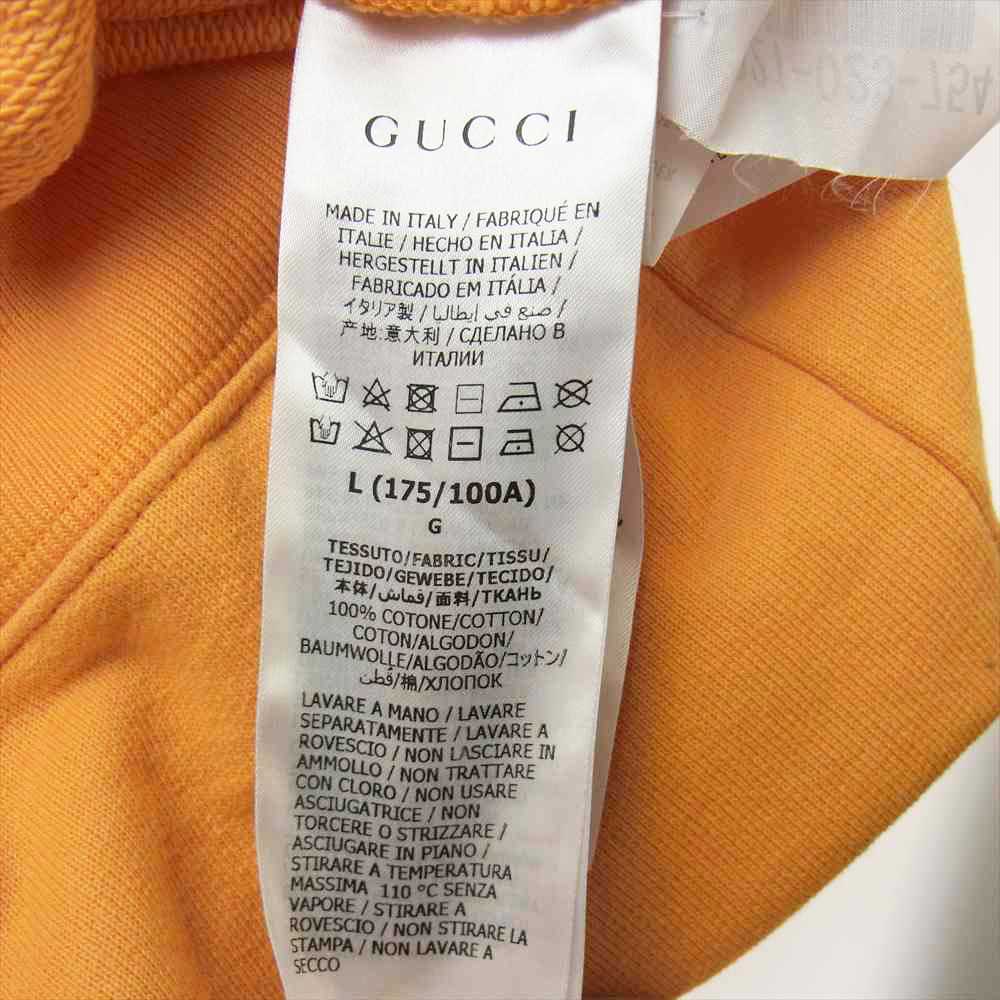 GUCCI
MADE IN ITALY / FABRIQUÉ EN
ITALIE / HECHO EN ITALIA /
HERGESTELLT IN ITALIEN /
FABRICADO EM ITÁLIA /
イタリア製 / صنع في ايطاليا /
产地:意大利 / СДЕЛАНО В
ИТАЛИИ
L (175/100A)
G
TESSUTO/FABRIC/TISSU/
TEJIDO/GEWEBE/TECIDO/
本体/قماش/面料/ТКАНЬ
100% COTONE/COTTON/
COTON/ALGODON/
BAUMWOLLE/ALGODÃO/コットン/
قطن/棉/ХЛОПОК
LAVARE A MANO / LAVARE
SEPARATAMENTE / LAVARE A
ROVESCIO / NON LASCIARE IN
AMMOLLO / NON TRATTARE
CON CLORO / NON USARE
ASCIUGATRICE / NON
TORCERE O STRIZZARE /
ASCIUGARE IN PIANO /
STIRARE A TEMPERATURA
MASSIMA 110 °C SENZA
VAPORE / STIRARE A
ROVESCIO / NON STIRARE LA
STAMPA / NON LAVARE A
SECCO